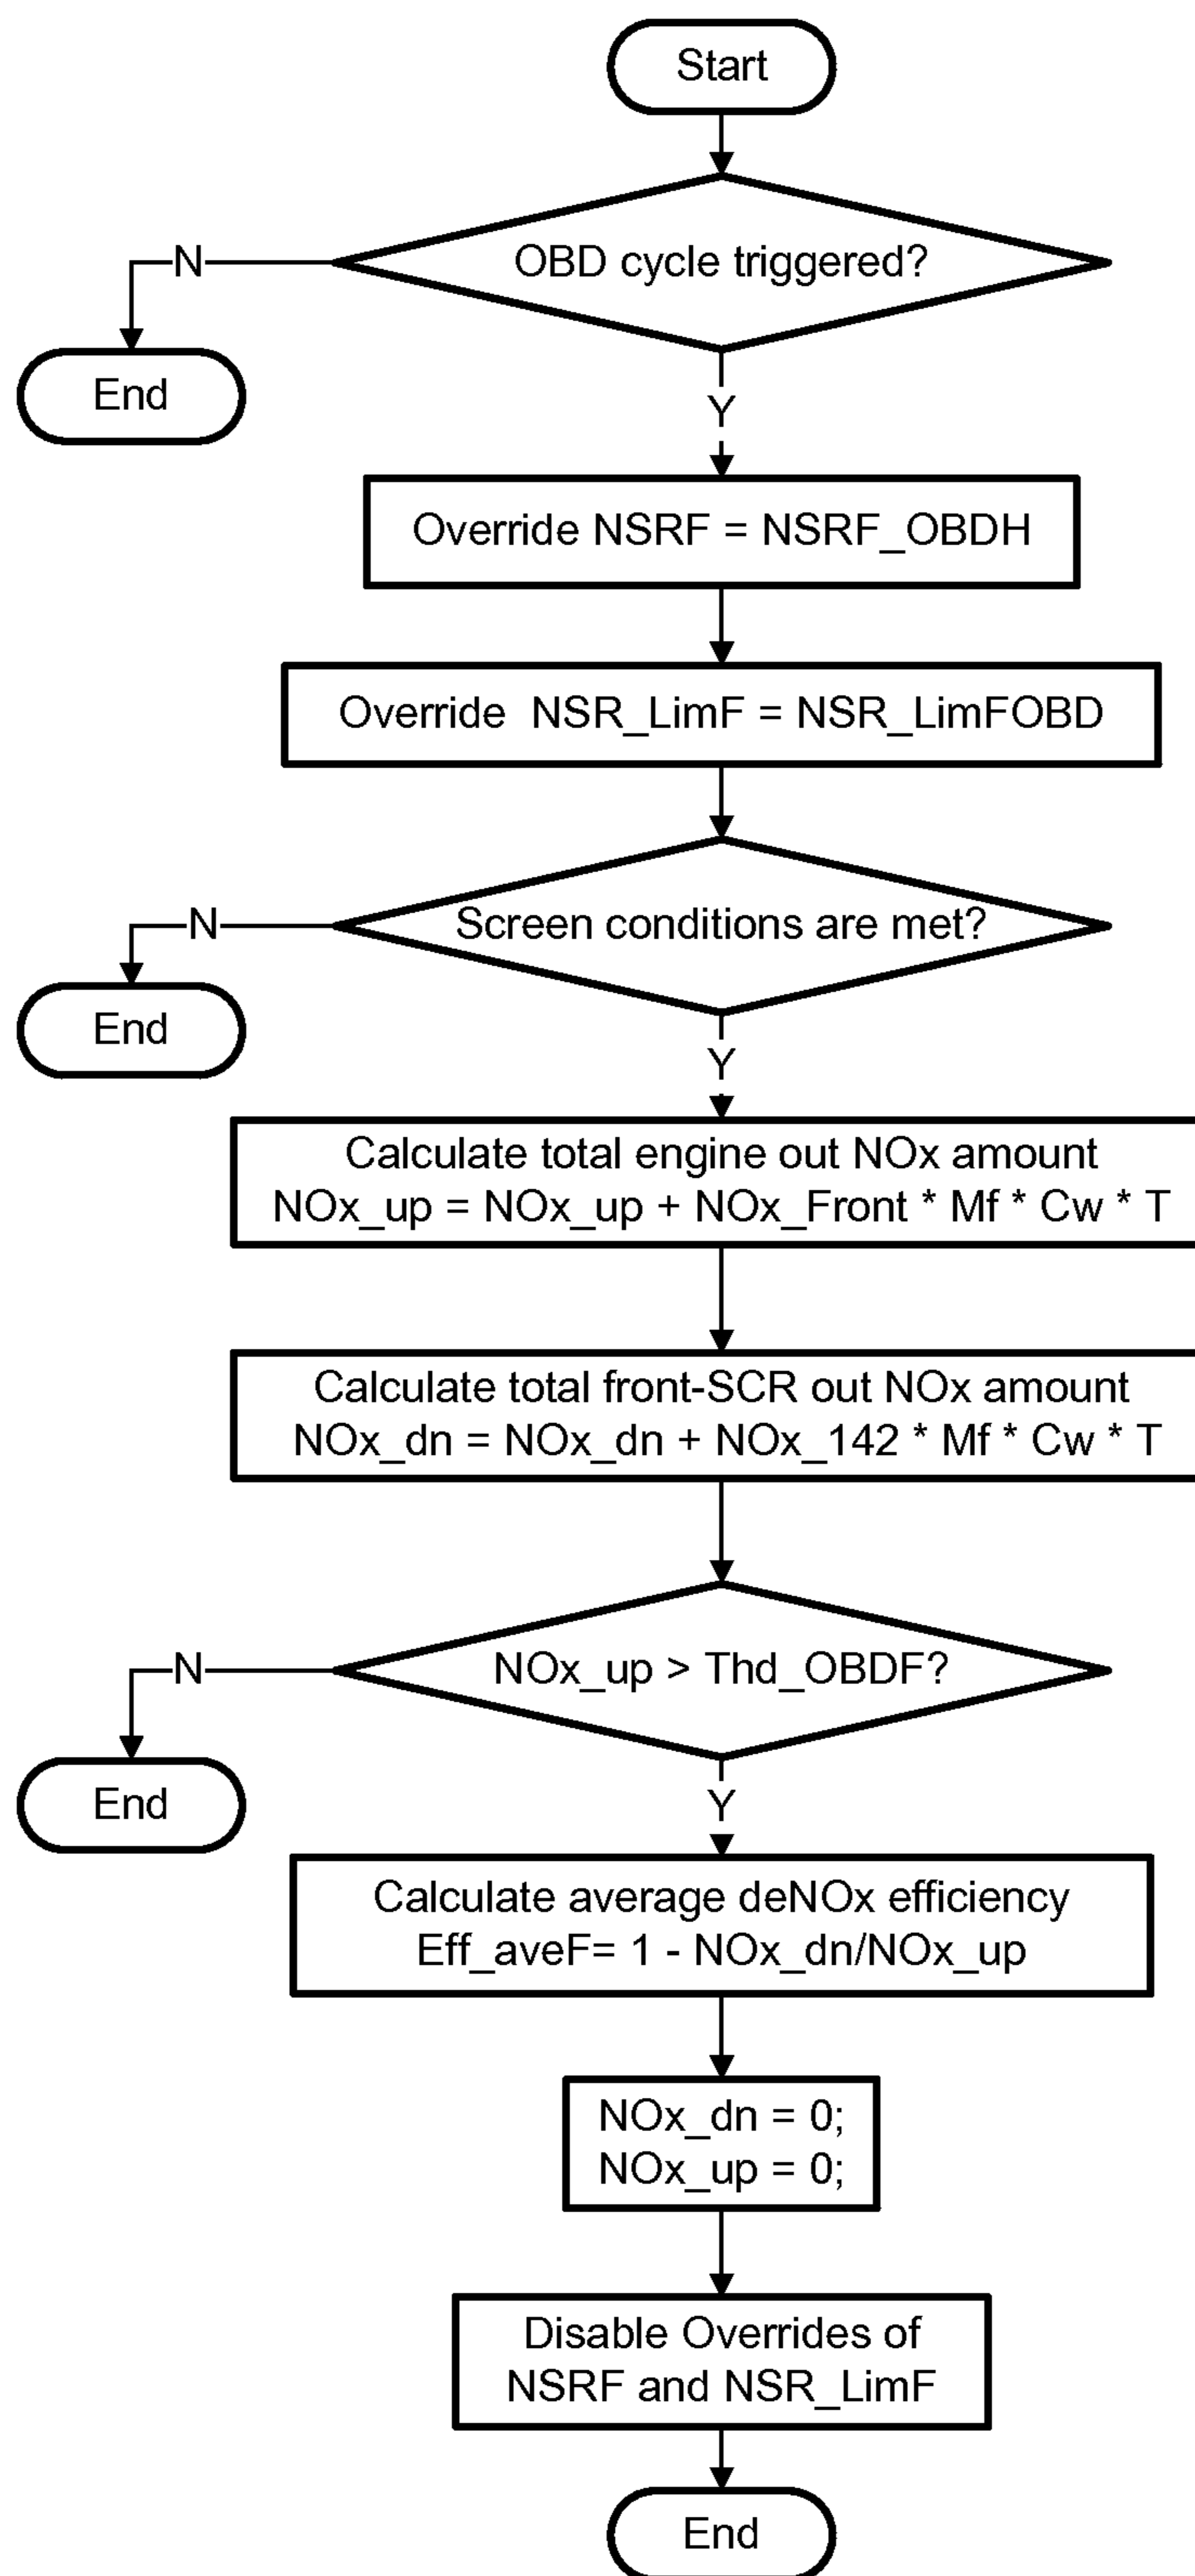 Start
OBD cycle triggered?
N
End
Y
Override NSRF = NSRF_OBDH
Override  NSR_LimF = NSR_LimFOBD
Screen conditions are met?
N
End
Y
Calculate total engine out NOx amount
NOx_up = NOx_up + NOx_Front * Mf * Cw * T
Calculate total front-SCR out NOx amount
NOx_dn = NOx_dn + NOx_142 * Mf * Cw * T
NOx_up > Thd_OBDF?
N
End
Y
Calculate average deNOx efficiency
Eff_aveF= 1 - NOx_dn/NOx_up
NOx_dn = 0;
NOx_up = 0;
Disable Overrides of
NSRF and NSR_LimF
End